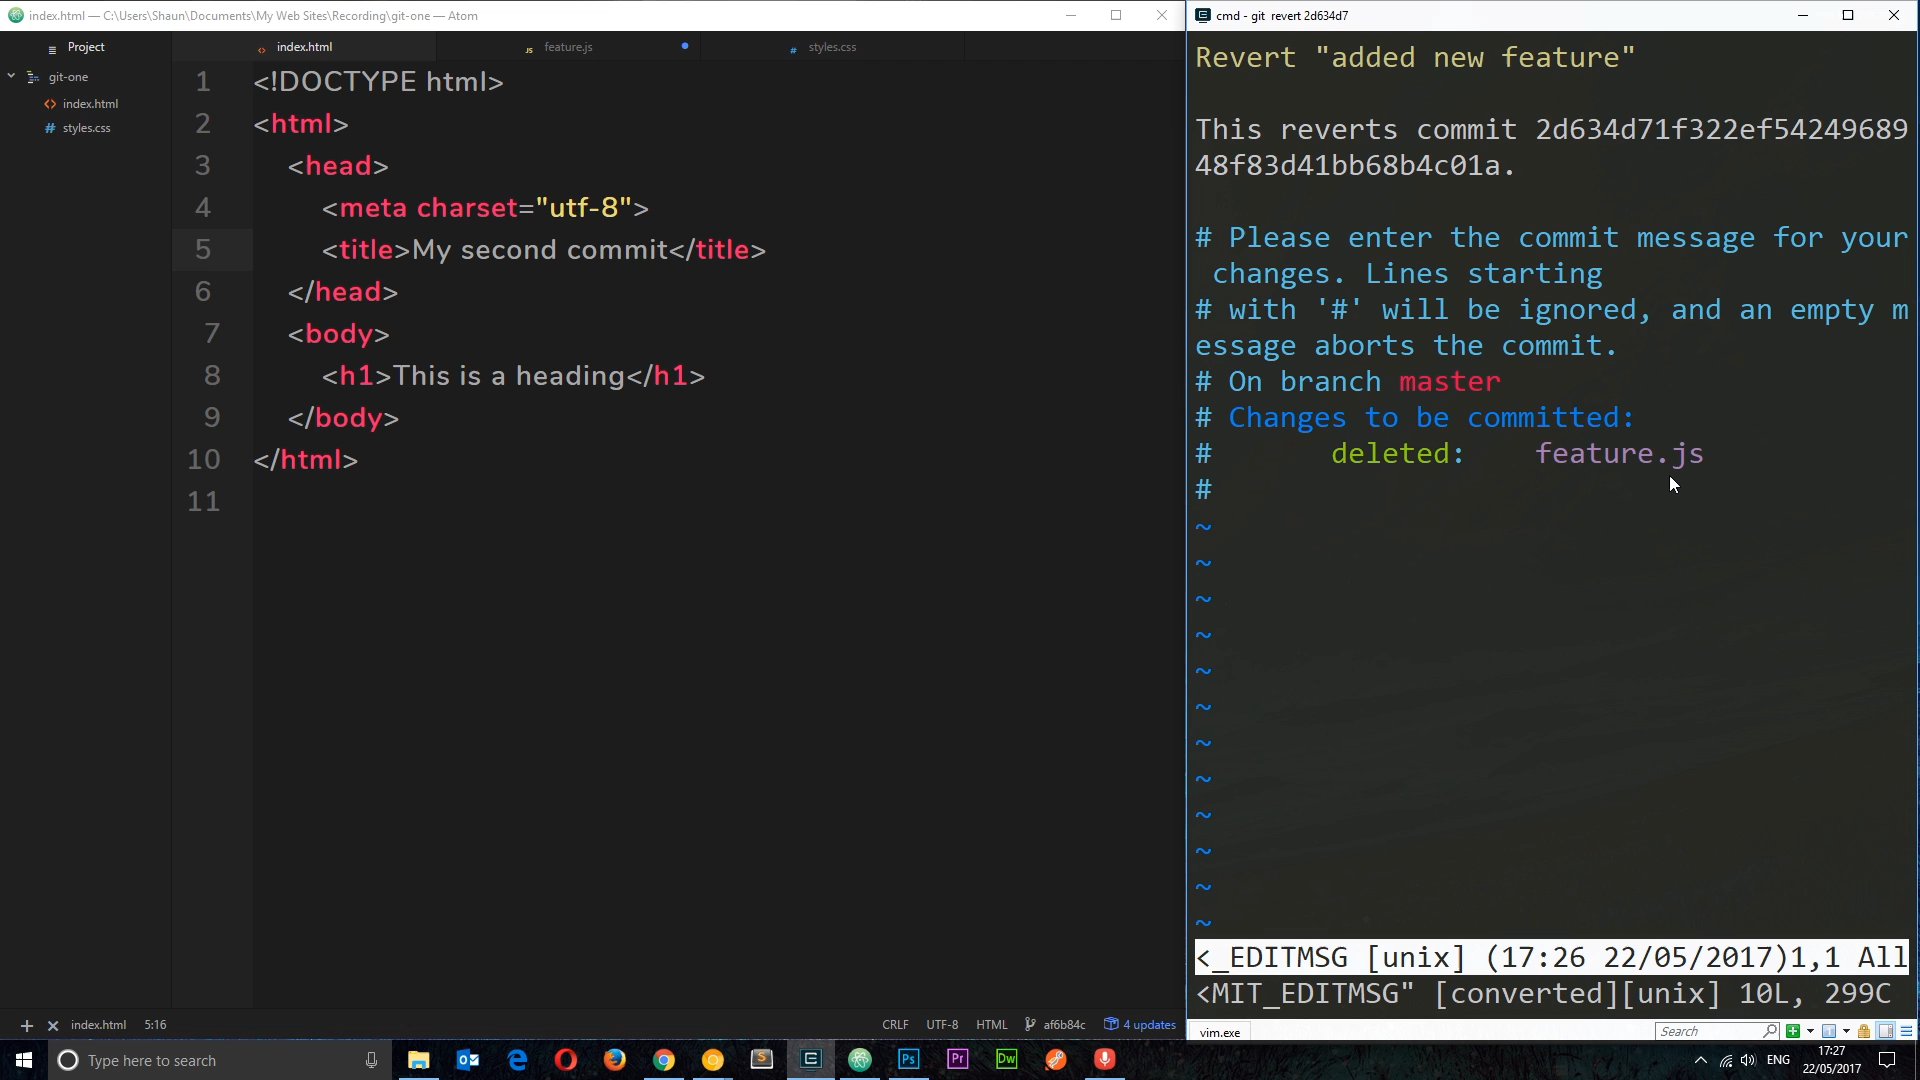 index.html — C:\Users\Shaun\Documents\My Web Sites\Recording\git-one — Atom
Project
git-one
index.html
styles.css
index.html
feature.js
styles.css
1 <!DOCTYPE html>
2 <html>
3 <head>
4 <meta charset="utf-8">
5 <title>My second commit</title>
6 </head>
7 <body>
8 <h1>This is a heading</h1>
9 </body>
10 </html>
11
index.html 5:16
CRLF UTF-8 HTML af6b84c 4 updates
cmd - git revert 2d634d7
Revert "added new feature"
This reverts commit 2d634d71f322ef54249689
48f83d41bb68b4c01a.
# Please enter the commit message for your
changes. Lines starting
# with '#' will be ignored, and an empty m
essage aborts the commit.
# On branch master
# Changes to be committed:
# deleted: feature.js
#
~
~
~
~
~
~
~
~
~
~
~
~
<_EDITMSG [unix] (17:26 22/05/2017)1,1 All
<MIT_EDITMSG" [converted][unix] 10L, 299C
vim.exe
Search
Type here to search
Ps
Pr
Dw
ENG
17:27
22/05/2017